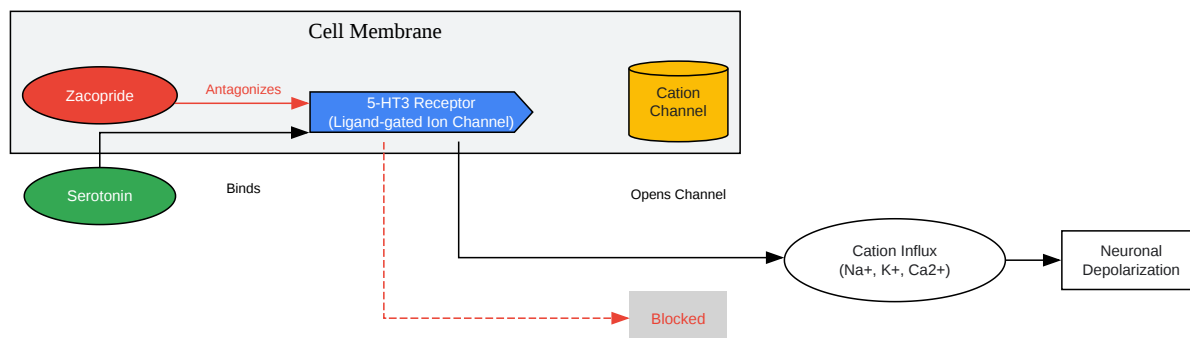 Cell Membrane
Zacopride
Antagonizes
5-HT3 Receptor
(Ligand-gated Ion Channel)
Cation
Channel
Serotonin
Binds
Opens Channel
Cation Influx
(Na+, K+, Ca2+)
Neuronal
Depolarization
Blocked